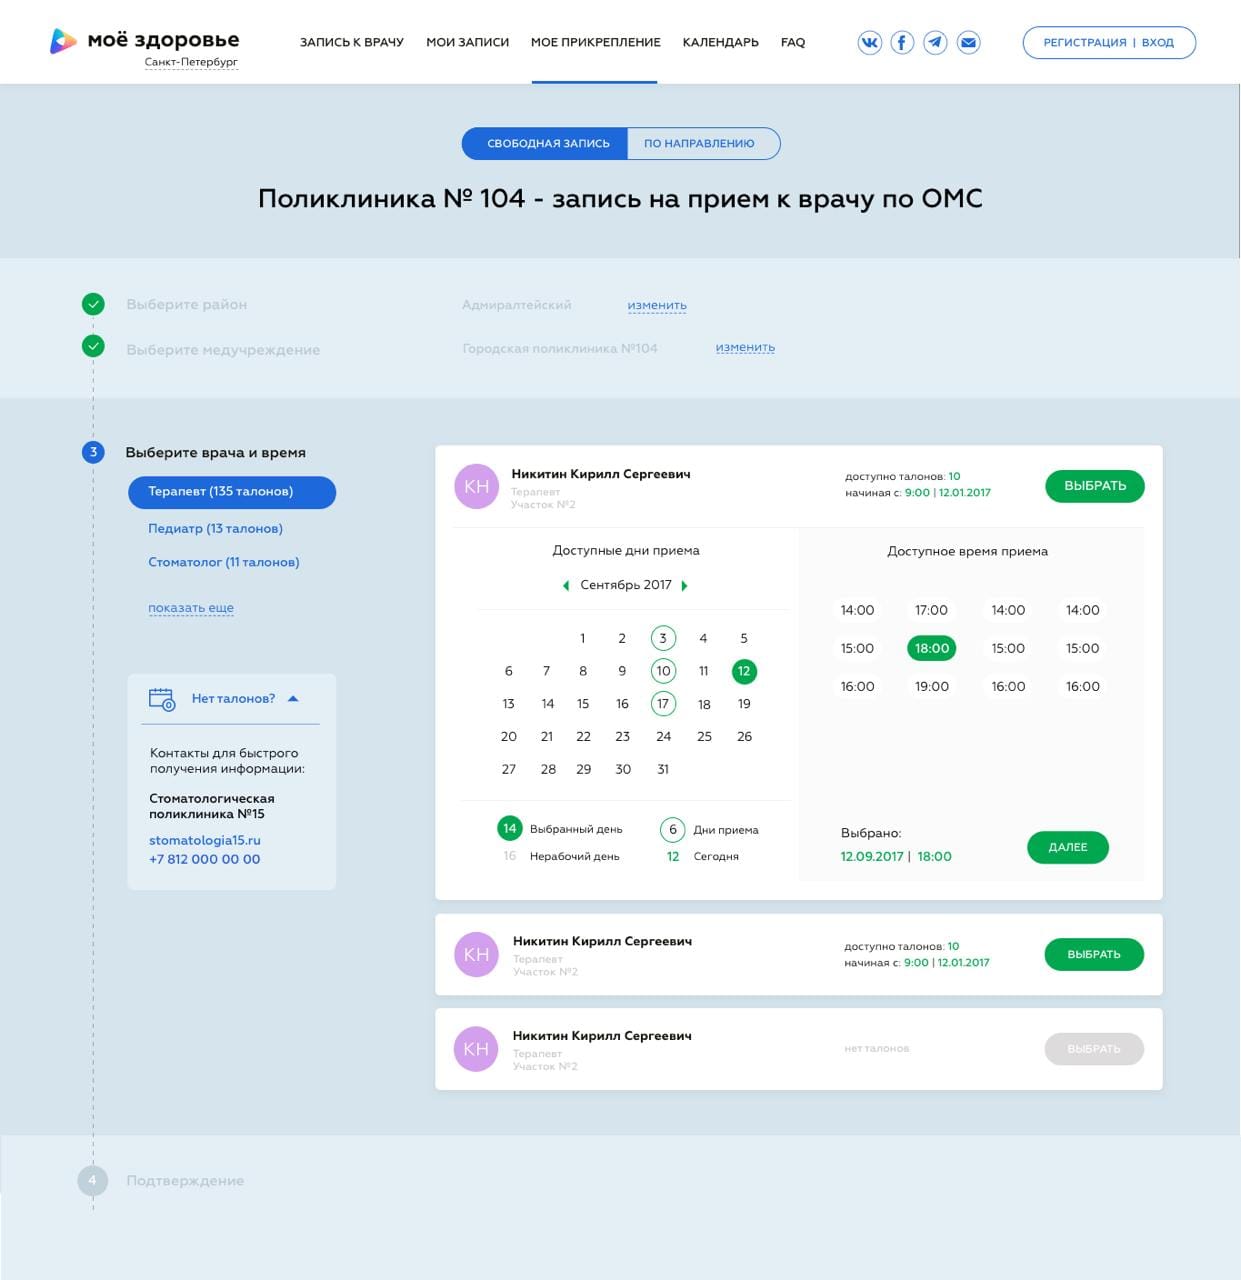 моё здоровье
Санкт-Петербург
ЗАПИСЬ К ВРАЧУ МОИ ЗАПИСИ МОЕ ПРИКРЕПЛЕНИЕ КАЛЕНДАРЬ FAQ
РЕГИСТРАЦИЯ | ВХОД
СВОБОДНАЯ ЗАПИСЬ ПО НАПРАВЛЕНИЮ
Поликлиника № 104 - запись на прием к врачу по ОМС
Выберите район Адмиралтейский изменить
Выберите медучреждение Городская поликлиника №104 изменить
3 Выберите врача и время
Терапевт (135 талонов)
Педиатр (13 талонов)
Стоматолог (11 талонов)
показать еще
Нет талонов?
Контакты для быстрого
получения информации:
Стоматологическая
поликлиника №15
stomatologia15.ru
+7 812 000 00 00
КН
Никитин Кирилл Сергеевич
Терапевт
Участок №2
доступно талонов: 10
начиная с: 9:00 | 12.01.2017
ВЫБРАТЬ
Доступные дни приема
Сентябрь 2017
1 2 3 4 5
6 7 8 9 10 11 12
13 14 15 16 17 18 19
20 21 22 23 24 25 26
27 28 29 30 31
14 Выбранный день 6 Дни приема
16 Нерабочий день 12 Сегодня
Доступное время приема
14:00 17:00 14:00 14:00
15:00 18:00 15:00 15:00
16:00 19:00 16:00 16:00
Выбрано:
12.09.2017 | 18:00
ДАЛЕЕ
КН
Никитин Кирилл Сергеевич
Терапевт
Участок №2
доступно талонов: 10
начиная с: 9:00 | 12.01.2017
ВЫБРАТЬ
КН
Никитин Кирилл Сергеевич
Терапевт
Участок №2
нет талонов
ВЫБРАТЬ
4 Подтверждение